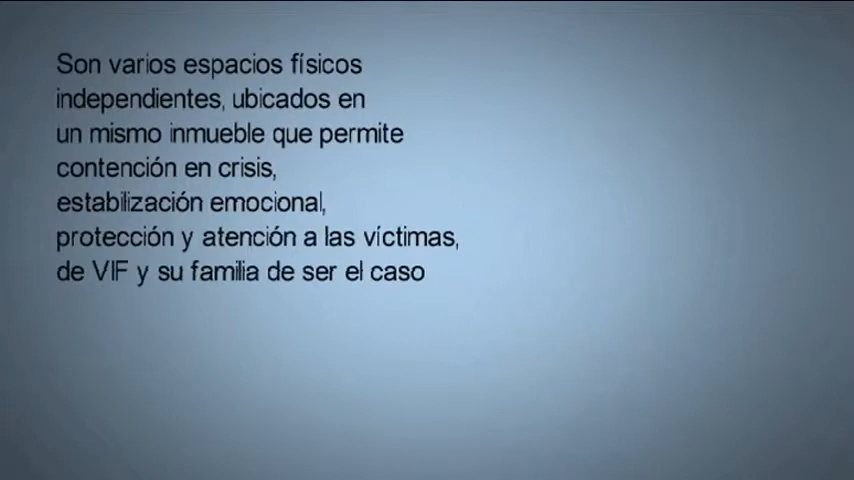 Son varios espacios físicos
independientes, ubicados en
un mismo inmueble que permite
contención en crisis,
estabilización emocional,
protección y atención a las víctimas,
de VIF y su familia de ser el caso